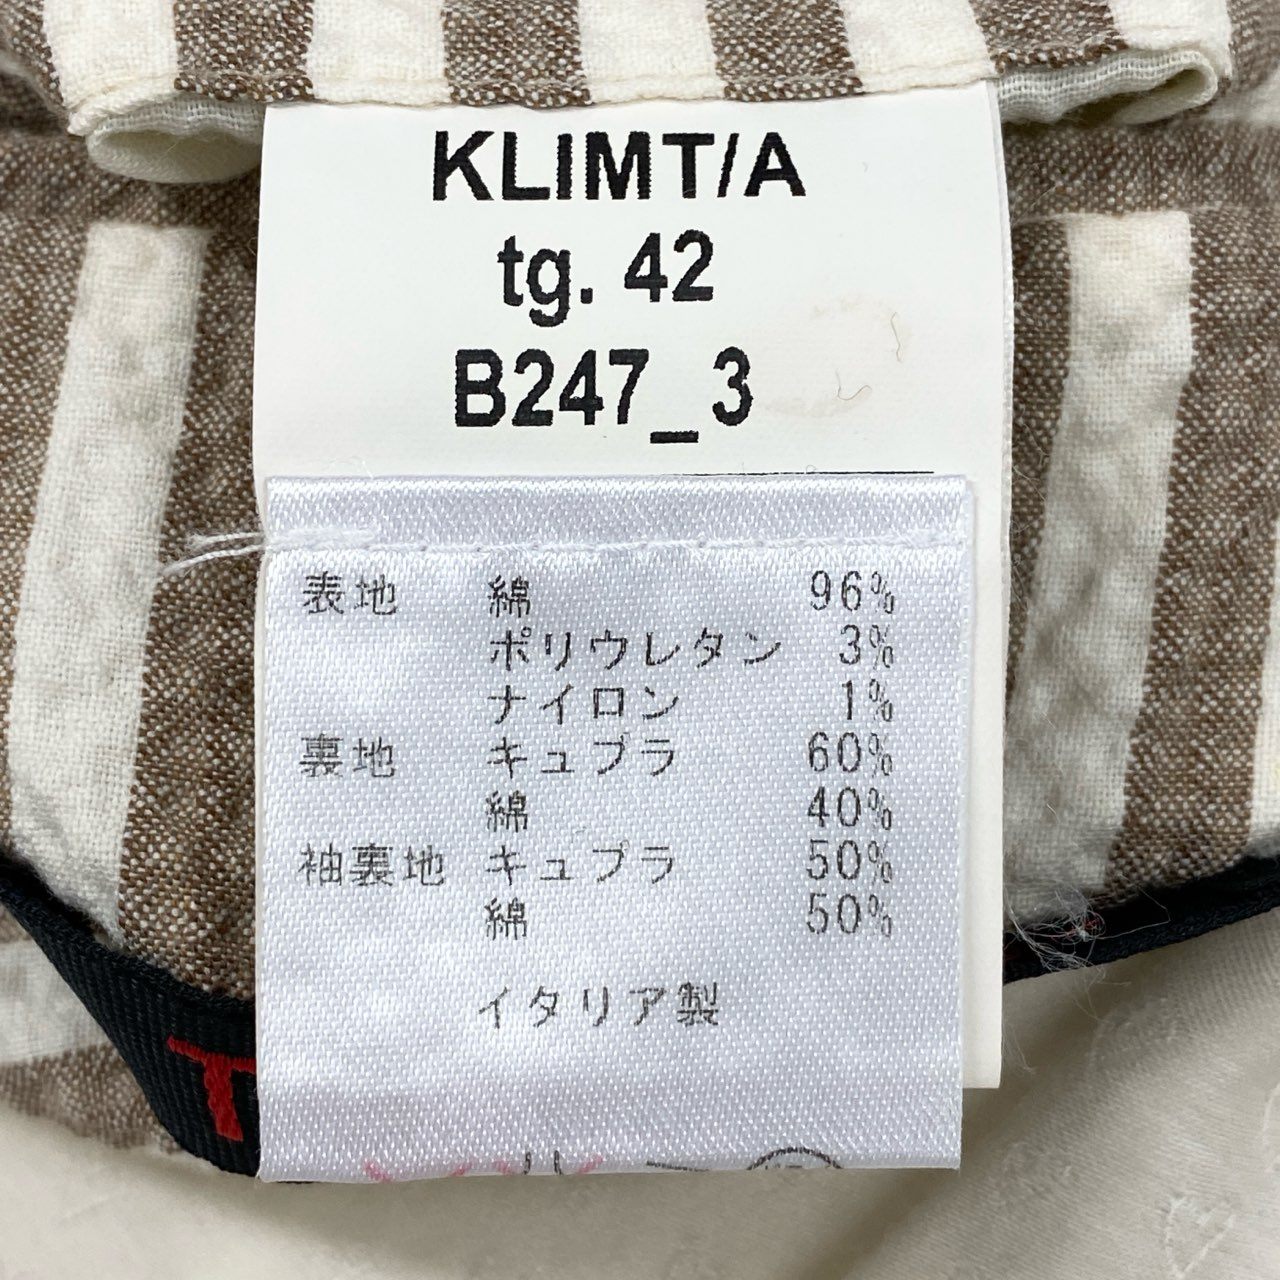 KLIMT/A
tg. 42
B247_3
表地 綿 96%
ポリウレタン 3%
ナイロン 1%
裏地 キュプラ 60%
綿 40%
袖裏地 キュプラ 50%
綿 50%
イタリア製